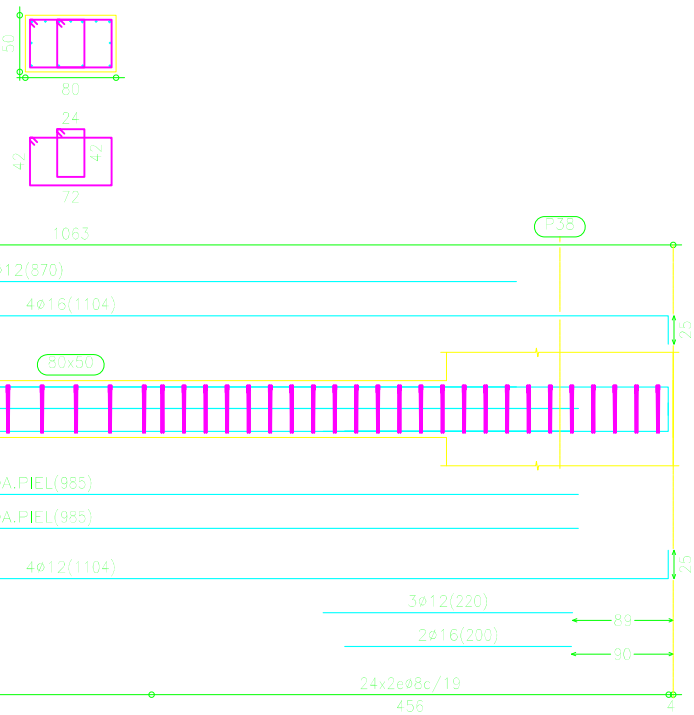 50
80
24
42
42
72
P38
1063
ø12(870)
4ø16(1104)
25
80x50
A.PIEL(985)
A.PIEL(985)
4ø12(1104)
25
3ø12(220)
89
2ø16(200)
90
24x2eø8c/19
456
4